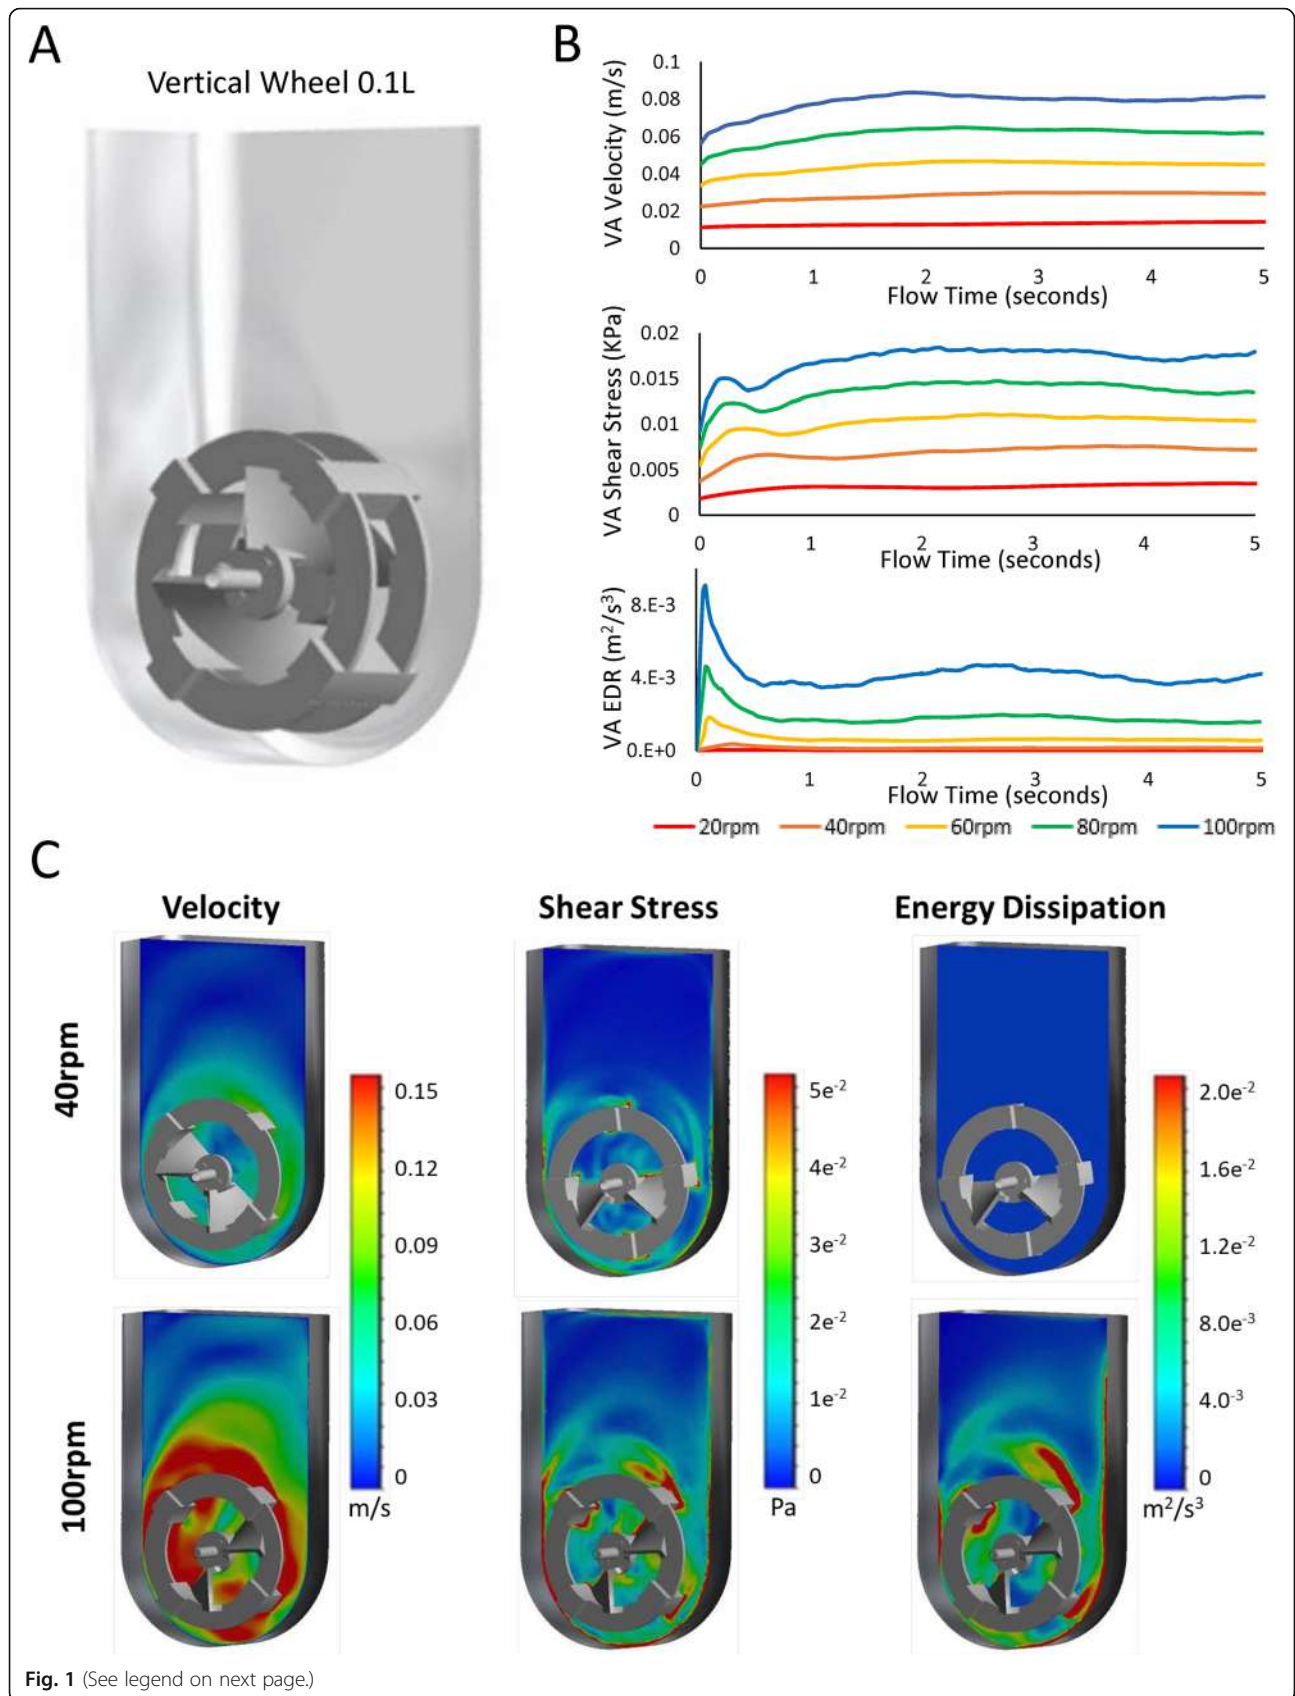 A
Vertical Wheel 0.1L
B
VA Velocity (m/s)
0.1
0.08
0.06
0.04
0.02
0
0 1 2 3 4 5
Flow Time (seconds)
VA Shear Stress (KPa)
0.02
0.015
0.01
0.005
0
0 1 2 3 4 5
Flow Time (seconds)
VA EDR (m²/s³)
8.E-3
4.E-3
0.E+0
0 1 2 3 4 5
Flow Time (seconds)
20rpm 40rpm 60rpm 80rpm 100rpm
C
Velocity Shear Stress Energy Dissipation
40rpm
100rpm
0.15
0.12
0.09
0.06
0.03
0
m/s
5e⁻²
4e⁻²
3e⁻²
2e⁻²
1e⁻²
0
Pa
2.0e⁻²
1.6e⁻²
1.2e⁻²
8.0e⁻³
4.0⁻³
0
m²/s³
Fig. 1 (See legend on next page.)